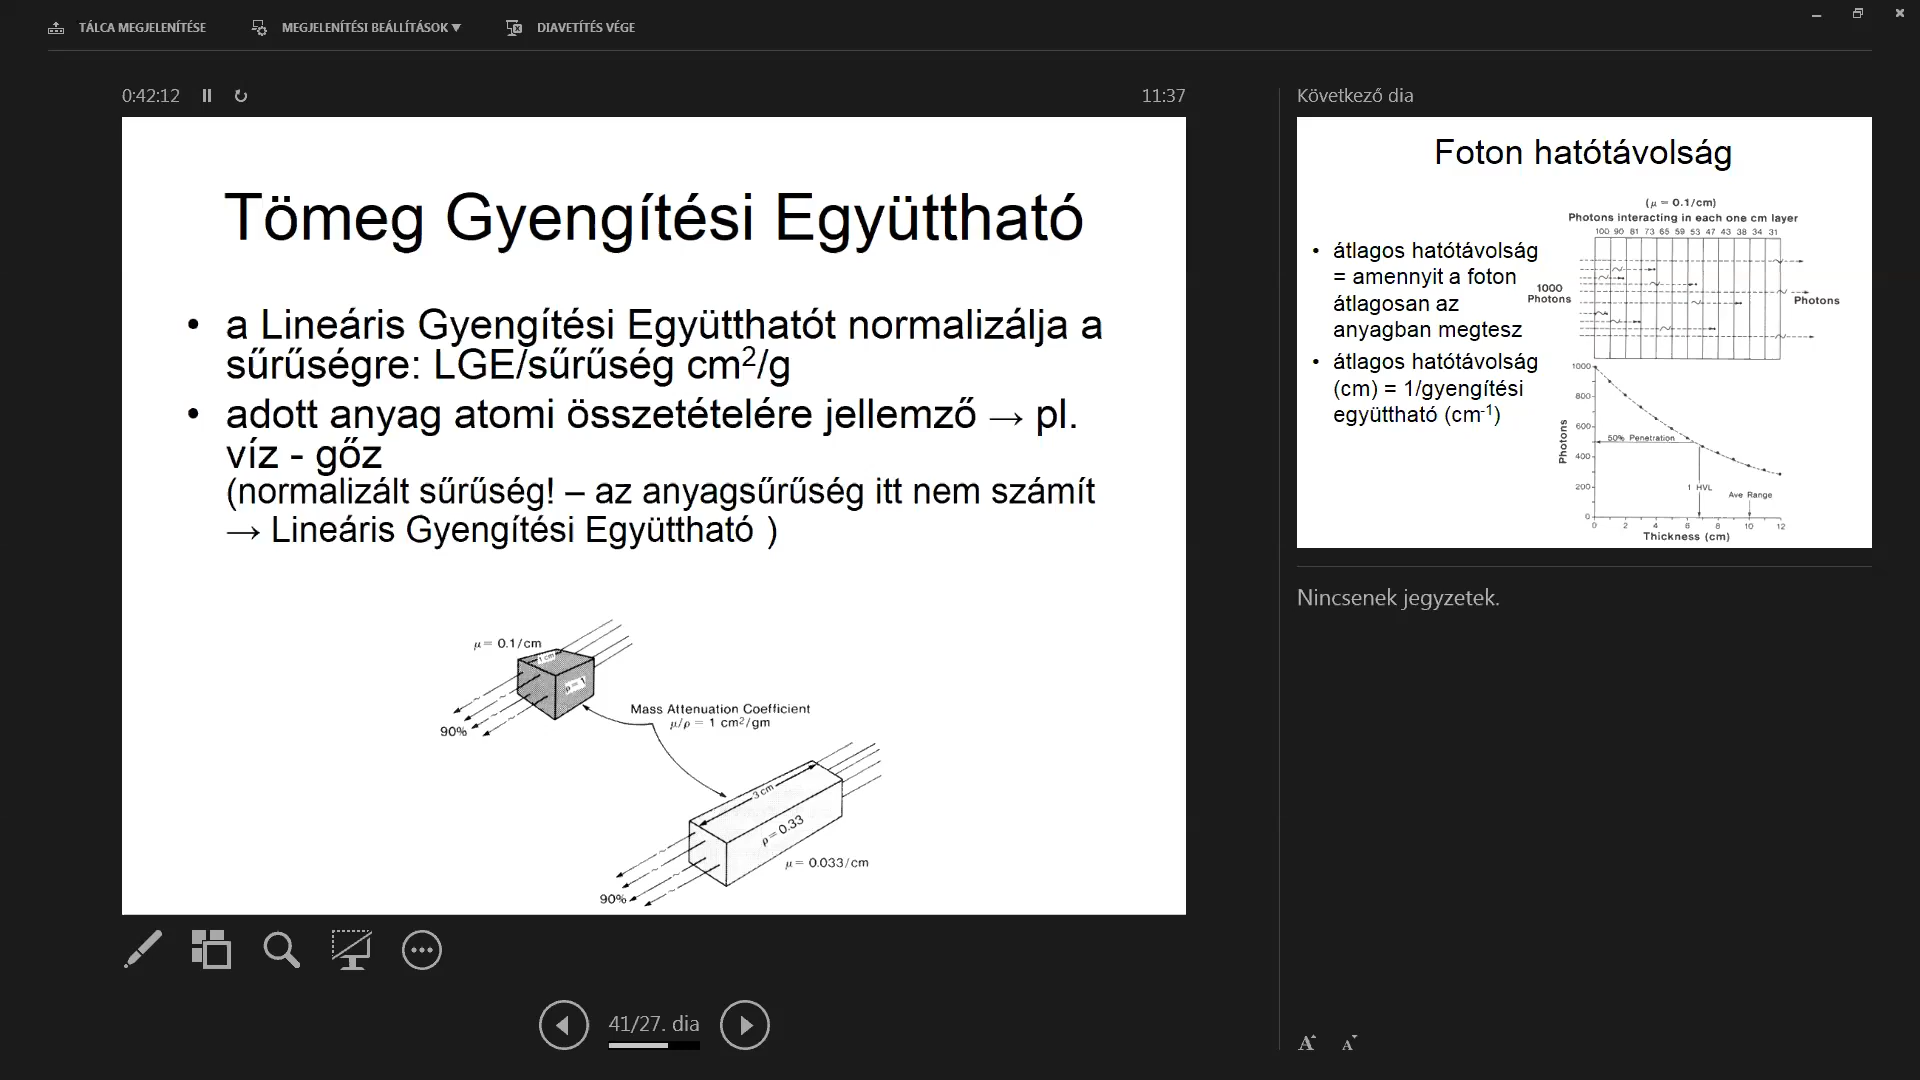 TÁLCA MEGJELENÍTÉSE
MEGJELENÍTÉSI BEÁLLÍTÁSOK ▼
DIAVETÍTÉS VÉGE
0:42:12
11:37
Tömeg Gyengítési Együttható
• a Lineáris Gyengítési Együtthatót normalizálja a
sűrűségre: LGE/sűrűség cm²/g
• adott anyag atomi összetételére jellemző → pl.
víz - gőz
(normalizált sűrűség! – az anyagsűrűség itt nem számít
→ Lineáris Gyengítési Együttható )
μ = 0.1/cm
1 cm
ρ = 1
90%
Mass Attenuation Coefficient
μ/ρ = 1 cm²/gm
3 cm
ρ = 0.33
μ = 0.033/cm
90%
41/27. dia
Következő dia
Foton hatótávolság
• átlagos hatótávolság
= amennyit a foton
átlagosan az
anyagban megtesz
• átlagos hatótávolság
(cm) = 1/gyengítési
együttható (cm⁻¹)
(μ = 0.1/cm)
Photons interacting in each one cm layer
100 90 81 73 65 59 53 47 43 38 34 31
1000
Photons
Photons
1000
800
600
400
200
0
Photons
50% Penetration
1 HVL
Ave Range
0 2 4 6 8 10 12
Thickness (cm)
Nincsenek jegyzetek.
A A